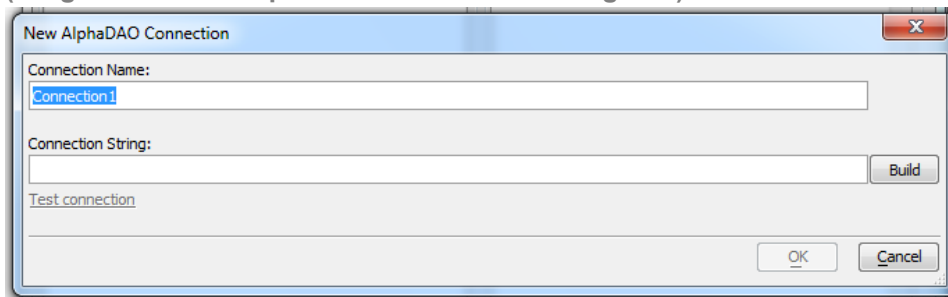 New AlphaDAO Connection
Connection Name:
Connection1
Connection String:
Build
Test connection
OK
Cancel